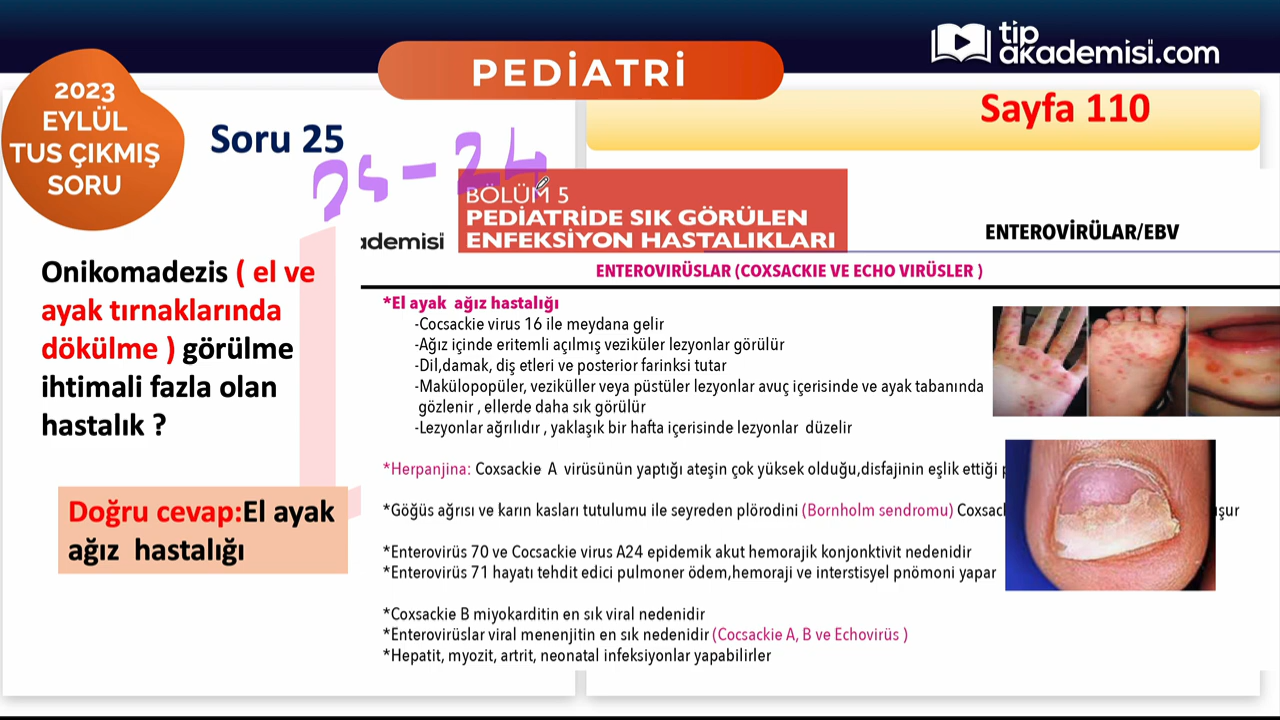 tıp
akademisi.com
PEDİATRİ
2023
EYLÜL
TUS ÇIKMIŞ
SORU
Soru 25
25-24
Sayfa 110
BÖLÜM 5
PEDİATRİDE SIK GÖRÜLEN
ENFEKSİYON HASTALIKLARI
ademisi
ENTEROVİRÜLAR/EBV
Onikomadezis ( el ve
ayak tırnaklarında
dökülme ) görülme
ihtimali fazla olan
hastalık ?
Doğru cevap:El ayak
ağız hastalığı
ENTEROVIRÜSLAR (COXSACKIE VE ECHO VIRÜSLER )
*El ayak ağız hastalığı
-Cocsackie virus 16 ile meydana gelir
-Ağız içinde eritemli açılmış veziküler lezyonlar görülür
-Dil,damak, diş etleri ve posterior farinksi tutar
-Makülopopüler, veziküller veya püstüler lezyonlar avuç içerisinde ve ayak tabanında
gözlenir , ellerde daha sık görülür
-Lezyonlar ağrılıdır , yaklaşık bir hafta içerisinde lezyonlar düzelir
*Herpanjina: Coxsackie A virüsünün yaptığı ateşin çok yüksek olduğu,disfajinin eşlik ettiği
*Göğüs ağrısı ve karın kasları tutulumu ile seyreden plörodini (Bornholm sendromu)
*Enterovirüs 70 ve Cocsackie virus A24 epidemik akut hemorajik konjonktivit nedenidir
*Enterovirüs 71 hayatı tehdit edici pulmoner ödem,hemoraji ve interstisyel pnömoni yapar
*Coxsackie B miyokarditin en sık viral nedenidir
*Enterovirüslar viral menenjitin en sık nedenidir (Cocsackie A, B ve Echovirüs )
*Hepatit, myozit, artrit, neonatal infeksiyonlar yapabilirler